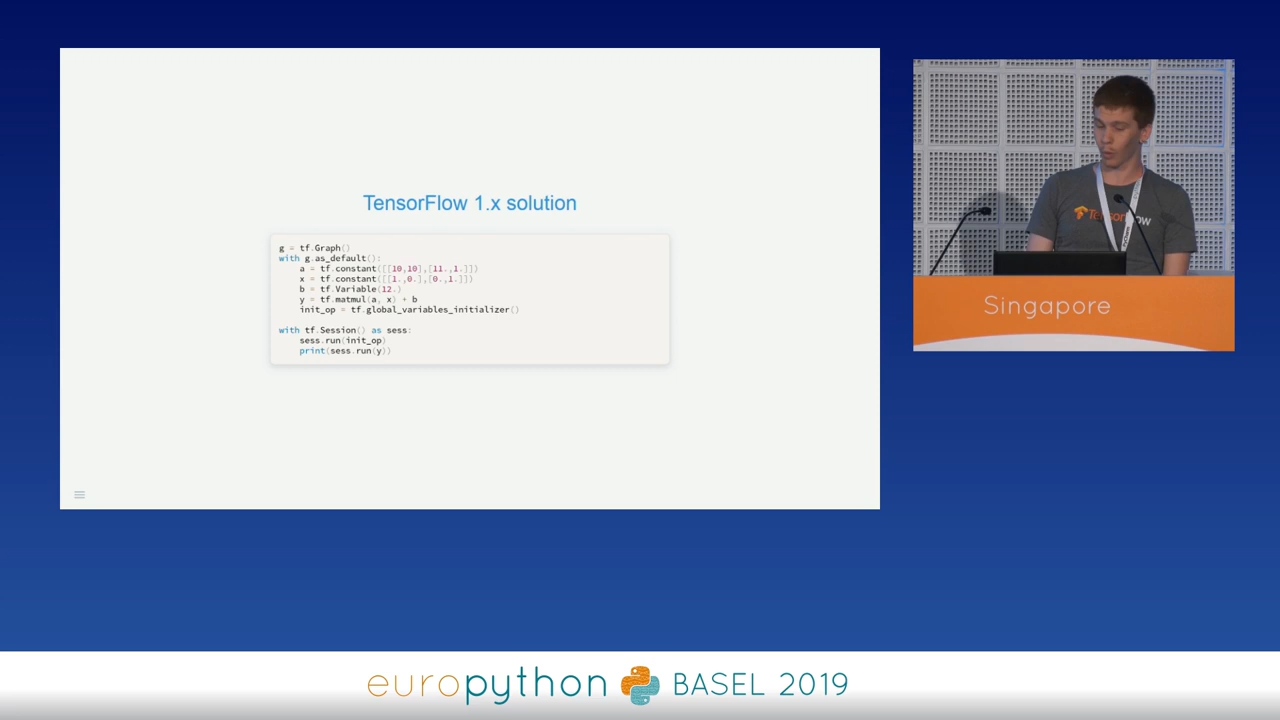 TensorFlow 1.x solution
g = tf.Graph()
with g.as_default():
    a = tf.constant([[10,10],[11.,1.]])
    x = tf.constant([[1.,0.],[0.,1.]])
    b = tf.Variable(12.)
    y = tf.matmul(a, x) + b
    init_op = tf.global_variables_initializer()
with tf.Session() as sess:
    sess.run(init_op)
    print(sess.run(y))
TensorFlow
Singapore
europython BASEL 2019